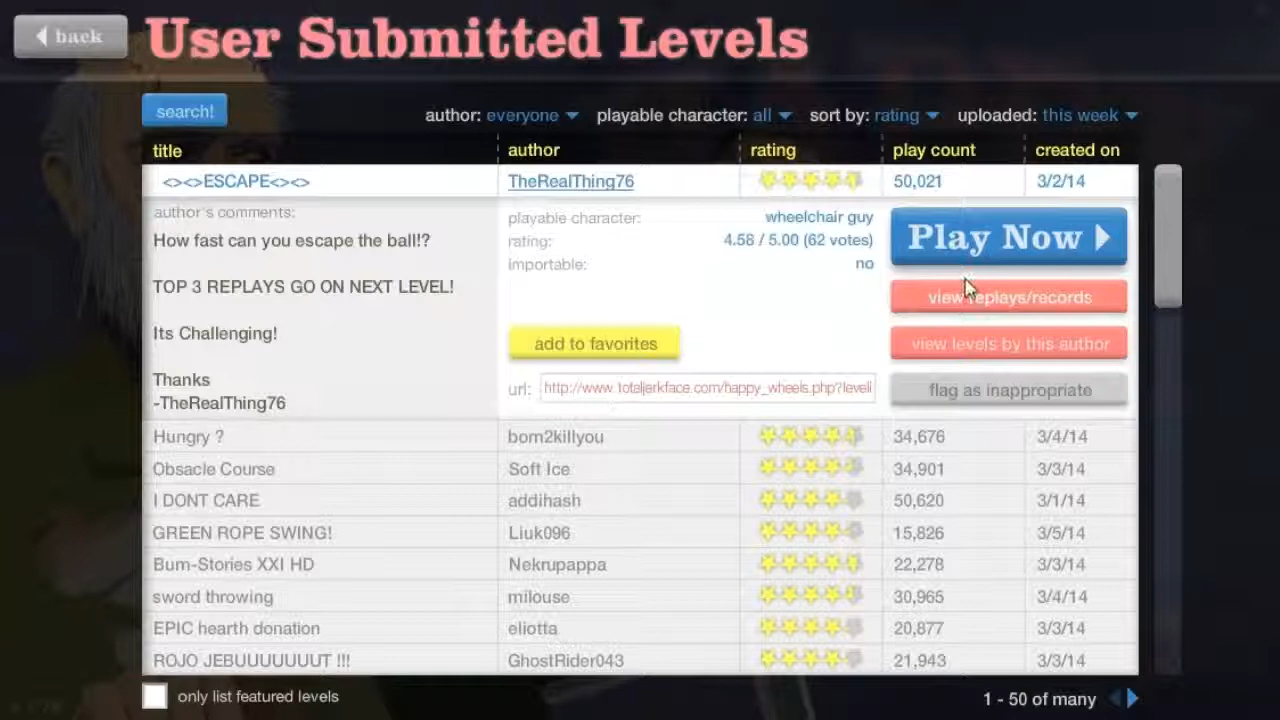 back
User Submitted Levels
search!
author: everyone playable character: all sort by: rating uploaded: this week
title author rating play count created on
<><>ESCAPE<><> TheRealThing76 50,021 3/2/14
author's comments:
How fast can you escape the ball!?
TOP 3 REPLAYS GO ON NEXT LEVEL!
Its Challenging!
Thanks
-TheRealThing76
playable character: wheelchair guy
rating: 4.58 / 5.00 (62 votes)
importable: no
add to favorites
url: http://www.totaljerkface.com/happy_wheels.php?leveli
Play Now
view replays/records
view levels by this author
flag as inappropriate
Hungry ? born2killyou 34,676 3/4/14
Obsacle Course Soft Ice 34,901 3/3/14
I DONT CARE addihash 50,620 3/1/14
GREEN ROPE SWING! Liuk096 15,826 3/5/14
Bum-Stories XXI HD Nekrupappa 22,278 3/3/14
sword throwing milouse 30,965 3/4/14
EPIC hearth donation eliotta 20,877 3/3/14
ROJO JEBUUUUUUUT !!! GhostRider043 21,943 3/3/14
only list featured levels
1 - 50 of many